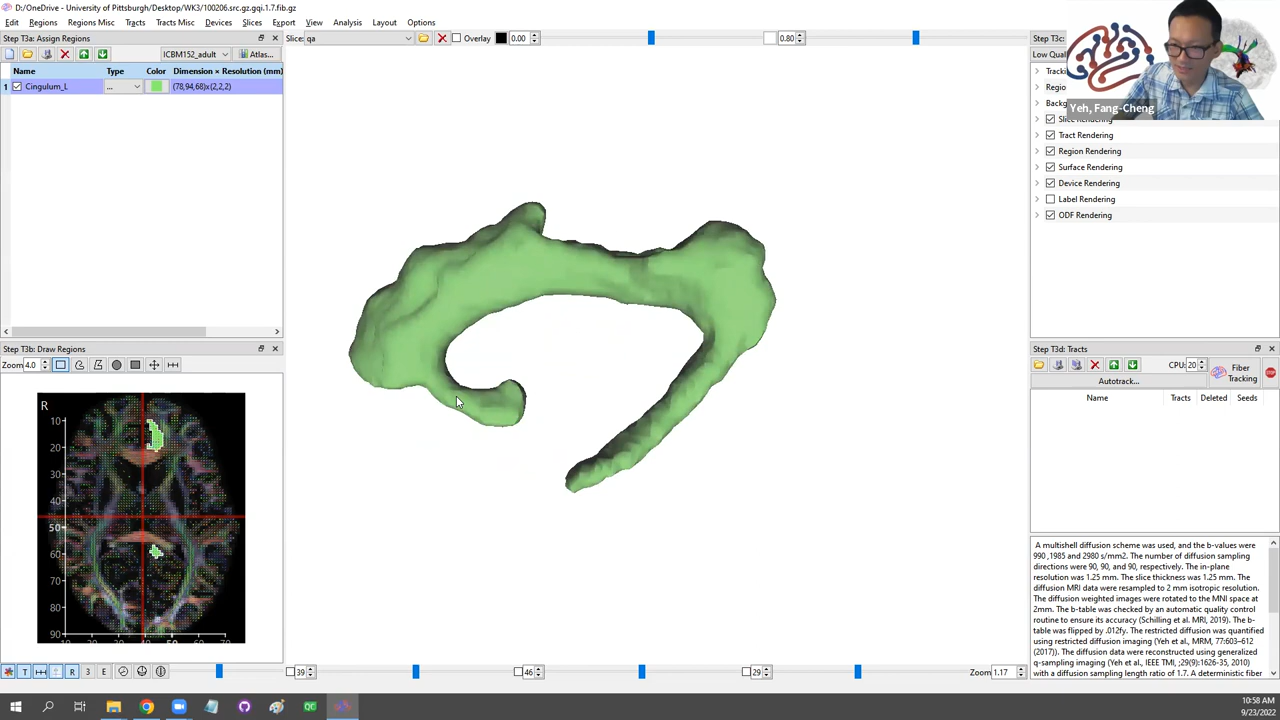 D:/OneDrive - University of Pittsburgh/Desktop/WK3/100206.src.gz.gqi.1.7.fib.gz
Edit Regions Regions Misc Tracts Tracts Misc Devices Slices Export View Analysis Layout Options
Step T3a: Assign Regions
ICBM152_adult Atlas...
Name Type Color Dimension × Resolution (mm)
1 Cingulum_L ... (78,94,68)x(2,2,2)
Step T3b: Draw Regions
Zoom 4.0
R
10
20
30
40
50
60
70
80
90
10 20 30 40 50 60 70
R 3 E
Slice: qa Overlay 0.00 0.80
39 46 29 Zoom 1.17
Step T3c:
Low Qual
Tracki
Regio
Backg
Slice Rendering
Tract Rendering
Region Rendering
Surface Rendering
Device Rendering
Label Rendering
ODF Rendering
Yeh, Fang-Cheng
Step T3d: Tracts
CPU: 20 Fiber Tracking STOP
Autotrack...
Name Tracts Deleted Seeds
A multishell diffusion scheme was used, and the b-values were
990 ,1985 and 2980 s/mm2. The number of diffusion sampling
directions were 90, 90, and 90, respectively. The in-plane
resolution was 1.25 mm. The slice thickness was 1.25 mm. The
diffusion MRI data were resampled to 2 mm isotropic resolution.
The diffusion weighted images were rotated to the MNI space at
2mm. The b-table was checked by an automatic quality control
routine to ensure its accuracy (Schilling et al. MRI, 2019). The b-
table was flipped by .012fy. The restricted diffusion was quantified
using restricted diffusion imaging (Yeh et al., MRM, 77:603–612
(2017)). The diffusion data were reconstructed using generalized
q-sampling imaging (Yeh et al., IEEE TMI, ;29(9):1626-35, 2010)
with a diffusion sampling length ratio of 1.7. A deterministic fiber
QC
10:58 AM
9/23/2022